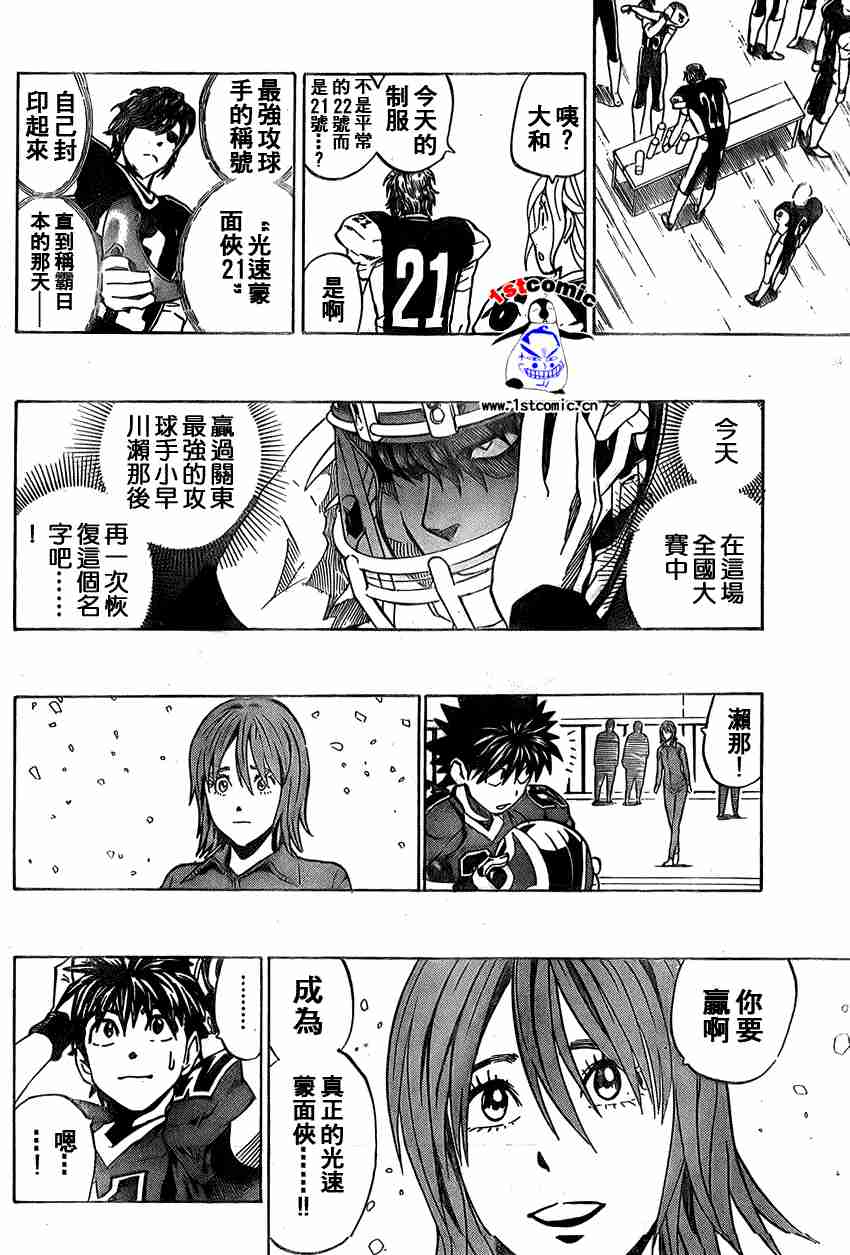 咦？
大和
今天的
制服
不是平常
的22號而
是21號…？
21
21
是啊
最強攻球
手的稱號
“光速蒙
面俠21”
自己封
印起來
直到稱霸日
本的那天——
1stcomic
www.1stcomic.cn
今天
在這場
全國大
賽中
贏過關東
最強的攻
球手小早
川瀨那後
再一次恢
復這個名
字吧……
！
瀨那！
你要
贏啊
成為
真正的光速
蒙面俠……!!
……
嗯……！